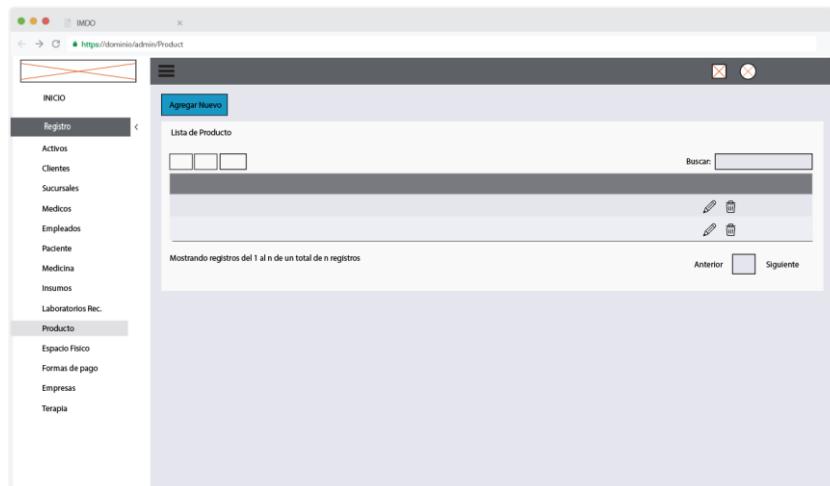 IMDO
https://dominio/admin/Product
INICIO
Registro
Activos
Clientes
Sucursales
Medicos
Empleados
Paciente
Medicina
Insumos
Laboratorios Rec.
Producto
Espacio Fisico
Formas de pago
Empresas
Terapia
Agregar Nuevo
Lista de Producto
Buscar:
Mostrando registros del 1 al n de un total de n registros
Anterior Siguiente